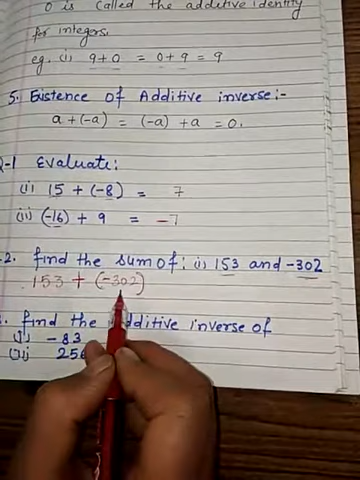 0 is called the additive identity
for integers.
eg. (i) 9+0 = 0+9 = 9
5. Existence of Additive inverse:-
a+(-a) = (-a)+a = 0.
Q-1 Evaluate:
(i) 15 + (-8) = 7
(ii) (-16) + 9 = -7
2. find the sum of: (i) 153 and -302
153 + (-302)
find the additive inverse of
(i) -83
(ii) 256